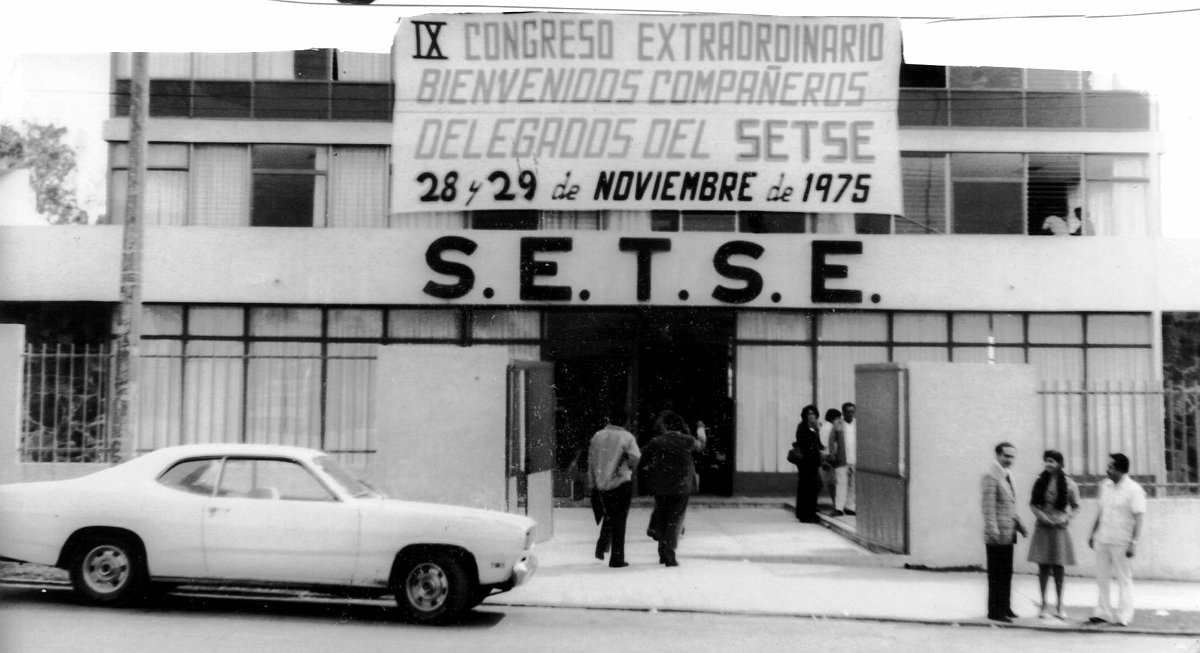 IX CONGRESO EXTRAORDINARIO
BIENVENIDOS COMPAÑEROS
DELEGADOS DEL SETSE
28 y 29 de NOVIEMBRE de 1975
S.E.T.S.E.